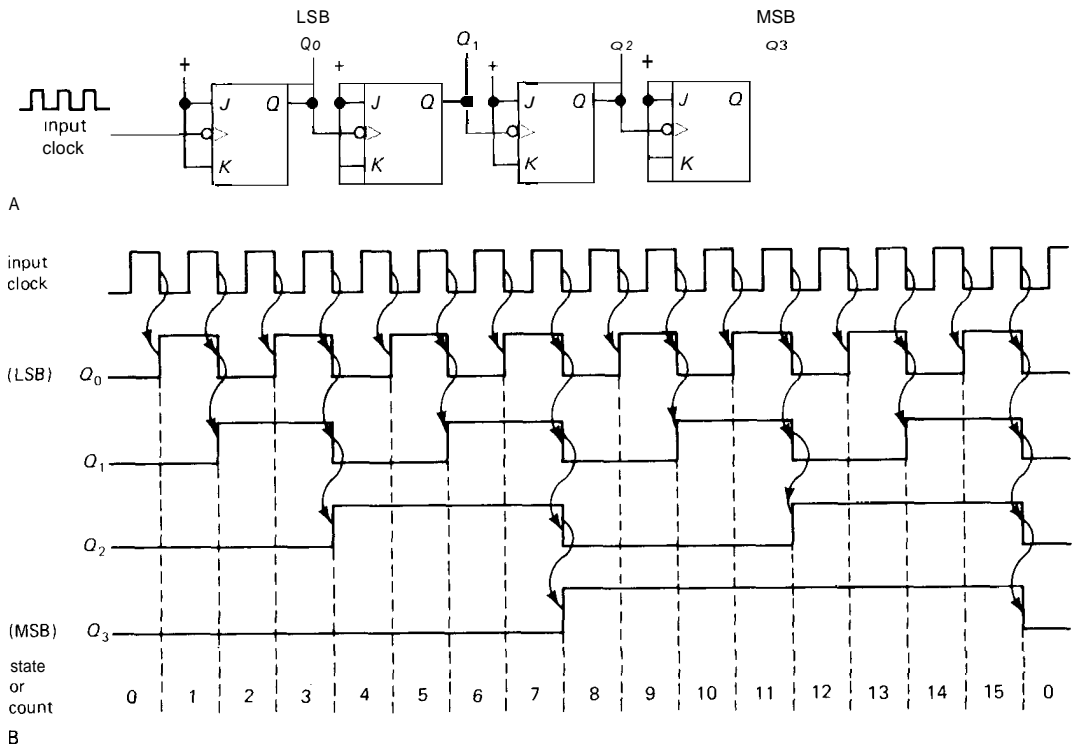 LSB MSB
Q0 Q1 Q2 Q3
+ + + +
J Q J Q J Q J Q
input
clock
K K K K
A
input
clock
(LSB) Q0
Q1
Q2
(MSB) Q3
state
or
count
0 1 2 3 4 5 6 7 8 9 10 11 12 13 14 15 0
B